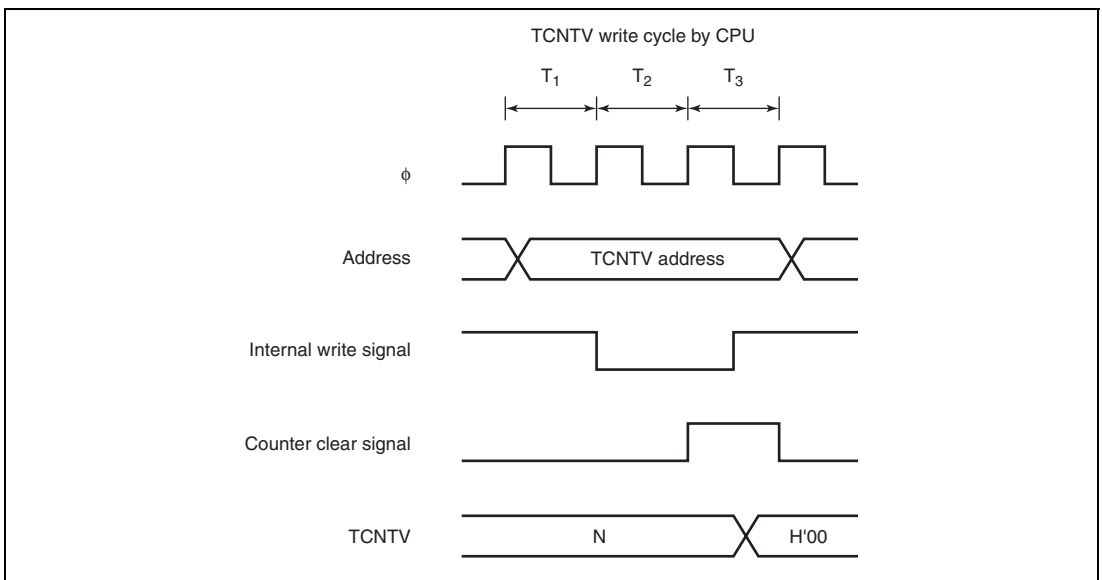 TCNTV write cycle by CPU
T1 T2 T3
φ
Address TCNTV address
Internal write signal
Counter clear signal
TCNTV N H'00